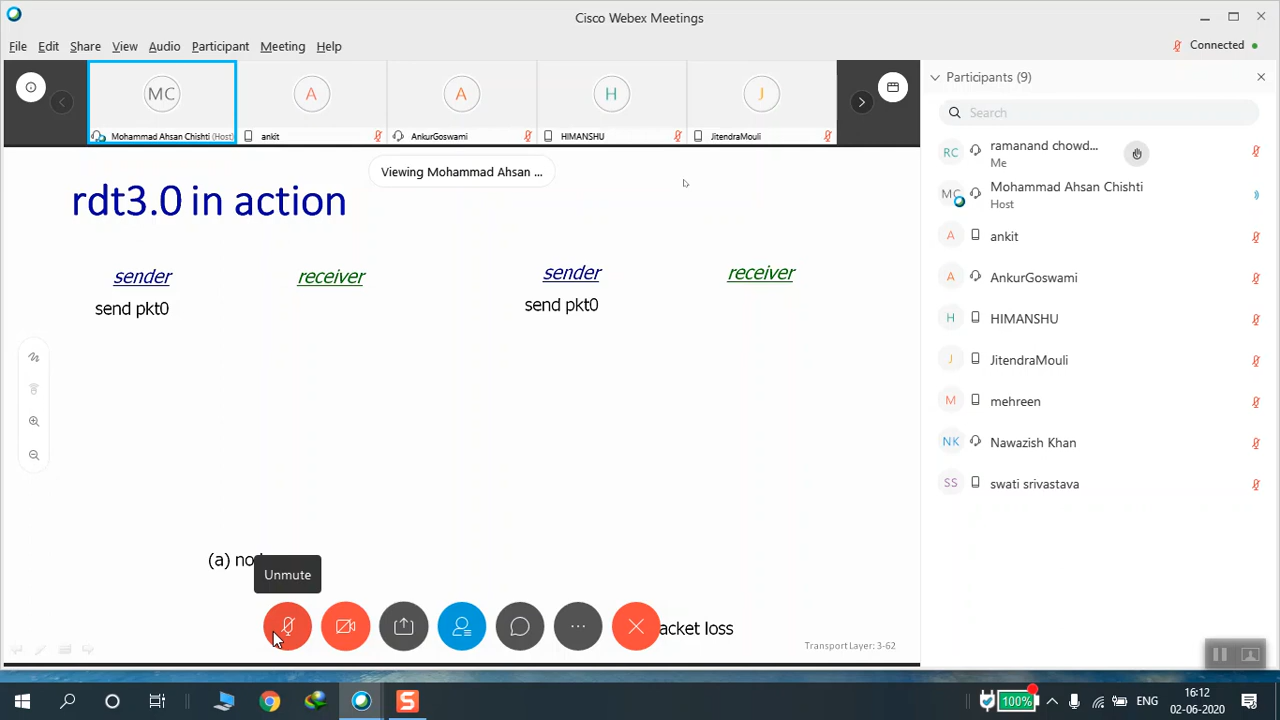 Cisco Webex Meetings
File Edit Share View Audio Participant Meeting Help
Connected
MC
Mohammad Ahsan Chishti (Host)
A
ankit
A
AnkurGoswami
H
HIMANSHU
J
JitendraMouli
Viewing Mohammad Ahsan ...
rdt3.0 in action
sender receiver
send pkt0
sender receiver
send pkt0
(a) no
Unmute
acket loss
Transport Layer: 3-62
Participants (9)
Search
RC ramanand chowd...
Me
MC Mohammad Ahsan Chishti
Host
A ankit
A AnkurGoswami
H HIMANSHU
J JitendraMouli
M mehreen
NK Nawazish Khan
SS swati srivastava
S
100%
ENG
16:12
02-06-2020